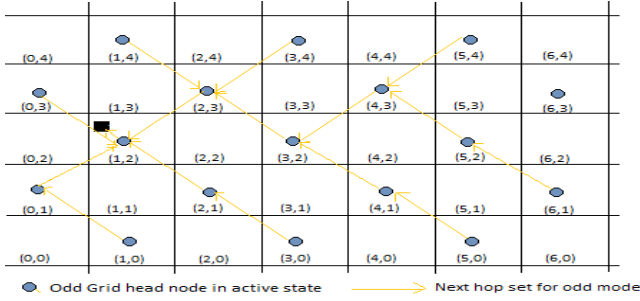 (0,4) (1,4) (2,4) (3,4) (4,4) (5,4) (6,4)
(0,3) (1,3) (2,3) (3,3) (4,3) (5,3) (6,3)
(0,2) (1,2) (2,2) (3,2) (4,2) (5,2) (6,2)
(0,1) (1,1) (2,1) (3,1) (4,1) (5,1) (6,1)
(0,0) (1,0) (2,0) (3,0) (4,0) (5,0) (6,0)
Odd Grid head node in active state Next hop set for odd mode